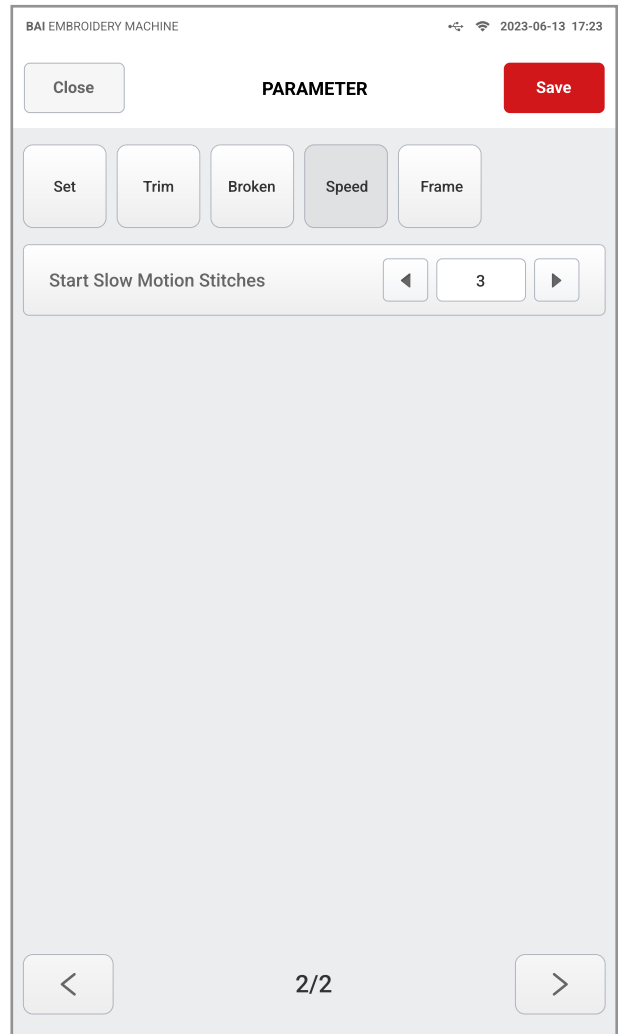 BAI EMBROIDERY MACHINE 2023-06-13 17:23
Close PARAMETER Save
Set Trim Broken Speed Frame
Start Slow Motion Stitches 3
2/2